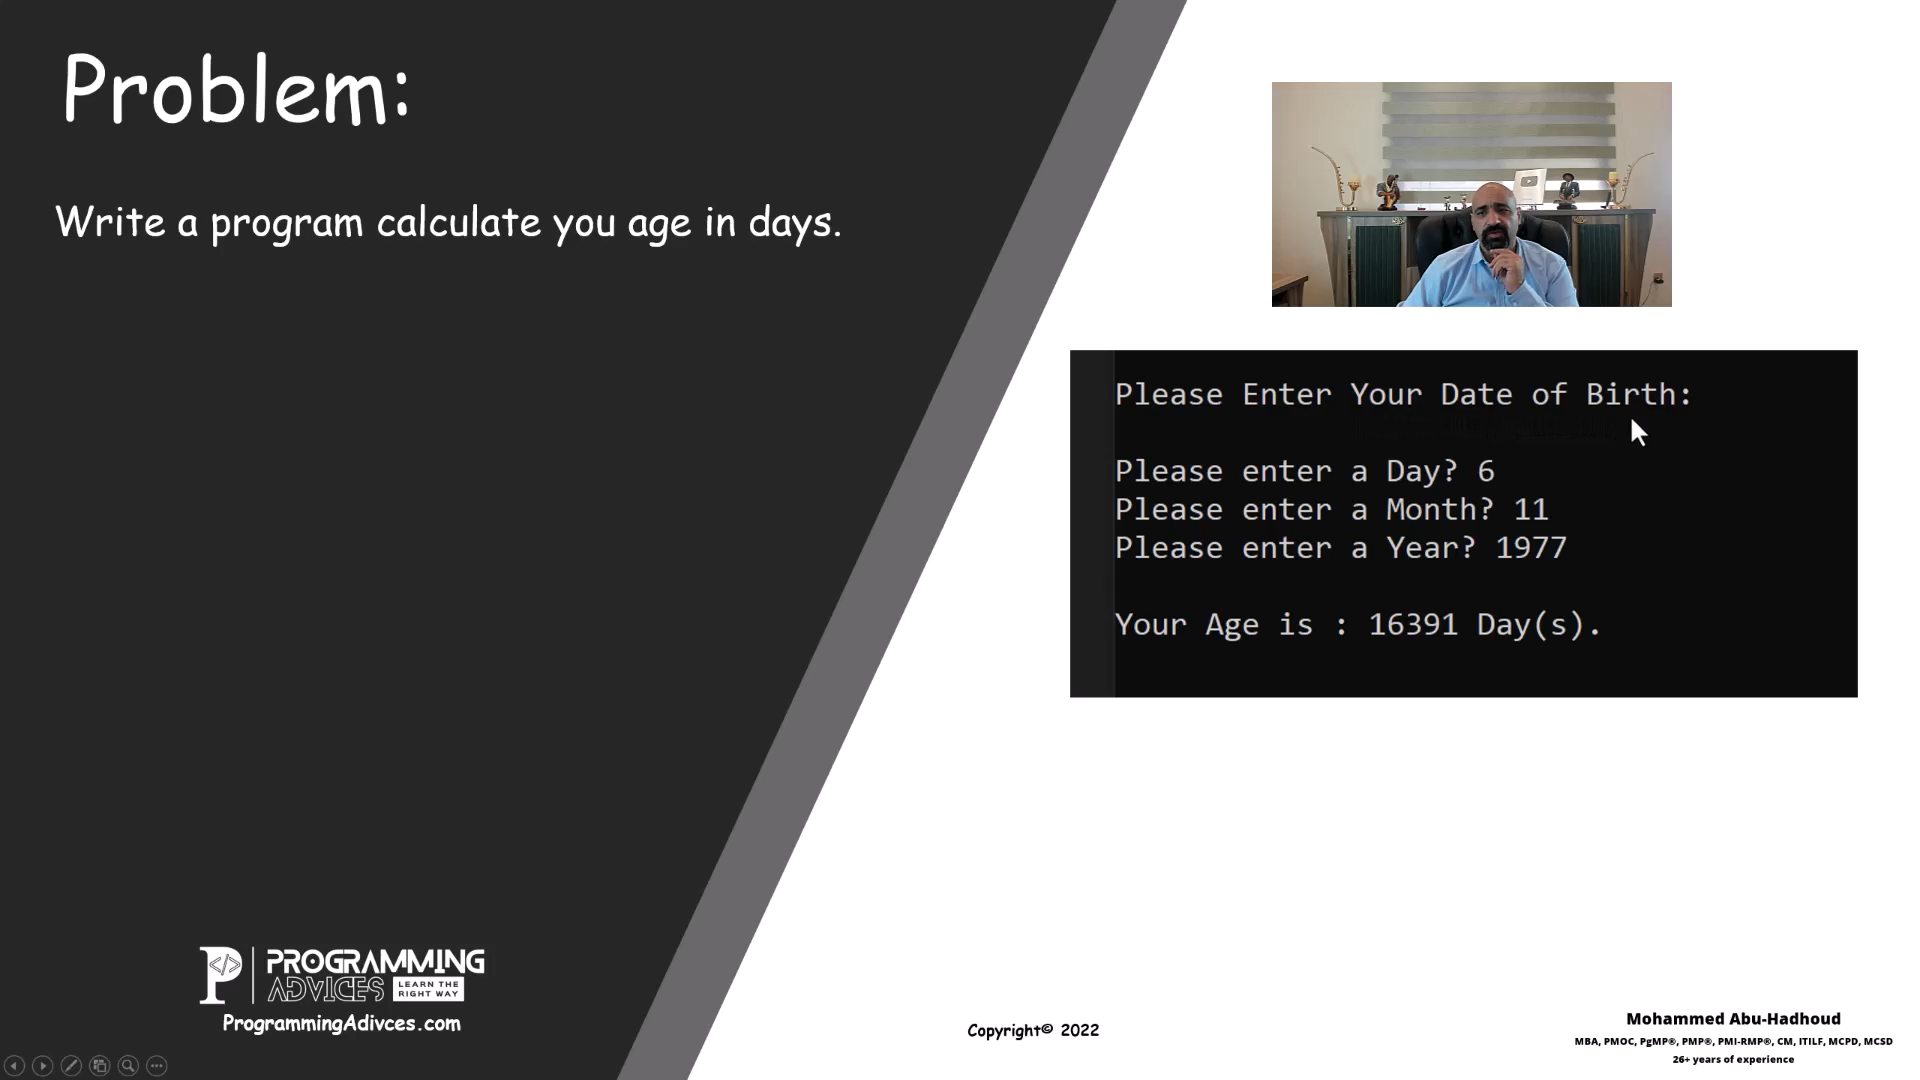 Problem:
Write a program calculate you age in days.
Please Enter Your Date of Birth:
Please enter a Day? 6
Please enter a Month? 11
Please enter a Year? 1977
Your Age is : 16391 Day(s).
P </>
PROGRAMMING
ADVICES
LEARN THE
RIGHT WAY
ProgrammingAdivces.com
Copyright© 2022
Mohammed Abu-Hadhoud
MBA, PMOC, PgMP®, PMP®, PMI-RMP®, CM, ITILF, MCPD, MCSD
26+ years of experience